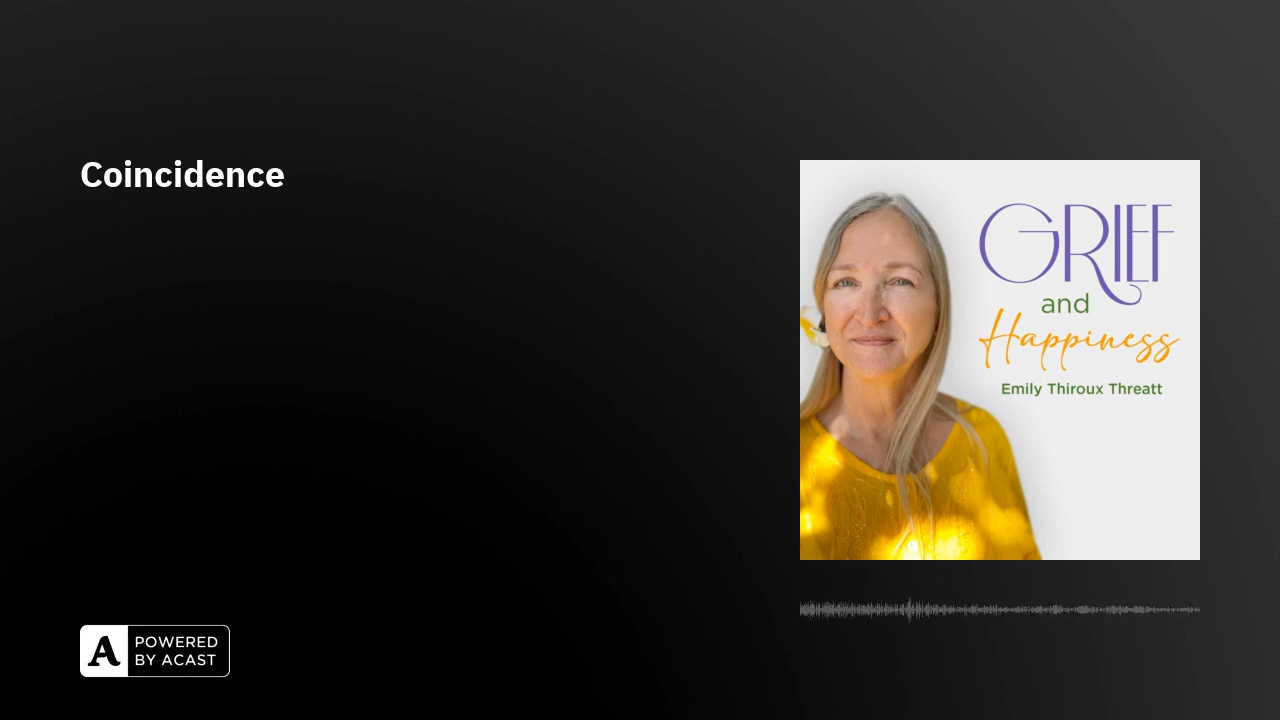 Coincidence
GRIEF
and
Happiness
Emily Thiroux Threatt
A POWERED
BY ACAST